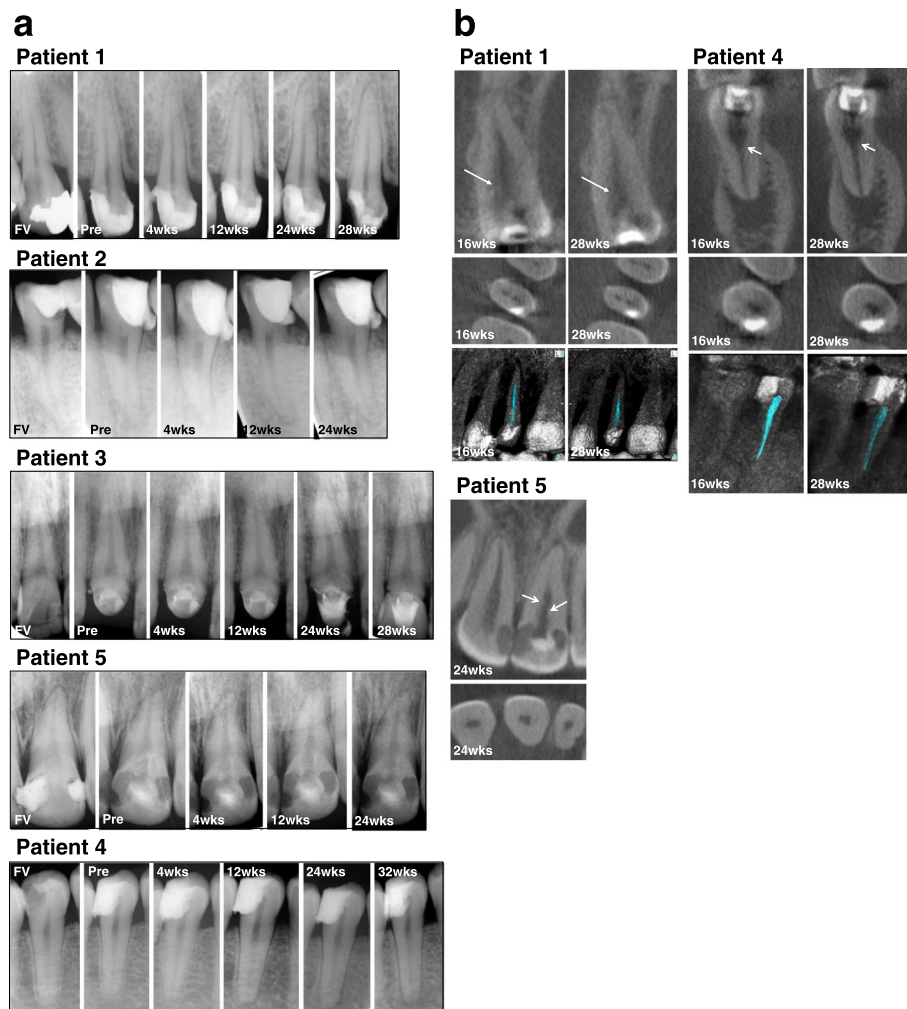 a
Patient 1
FV Pre 4wks 12wks 24wks 28wks
Patient 2
FV Pre 4wks 12wks 24wks
Patient 3
FV Pre 4wks 12wks 24wks 28wks
Patient 5
FV Pre 4wks 12wks 24wks
Patient 4
FV Pre 4wks 12wks 24wks 32wks
b
Patient 1
16wks 28wks
16wks 28wks
16wks 28wks
Patient 4
16wks 28wks
16wks 28wks
16wks 28wks
Patient 5
24wks
24wks